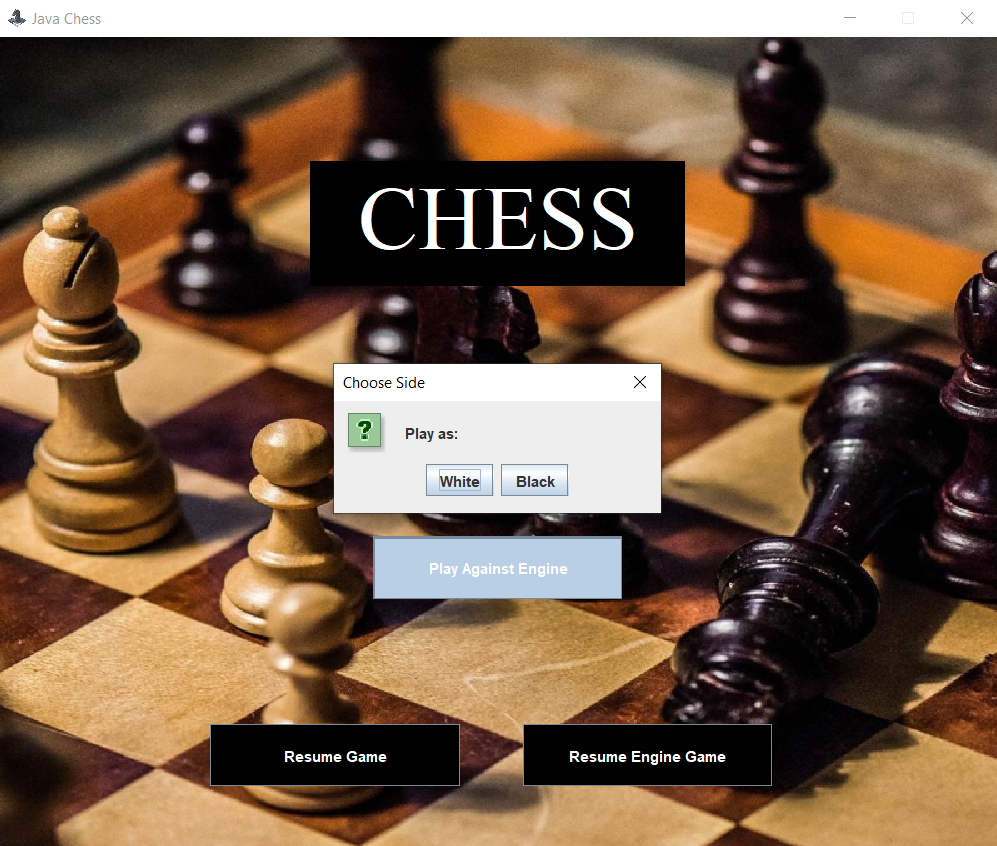 Java Chess
CHESS
Choose Side
?
Play as:
White
Black
Play Against Engine
Resume Game
Resume Engine Game